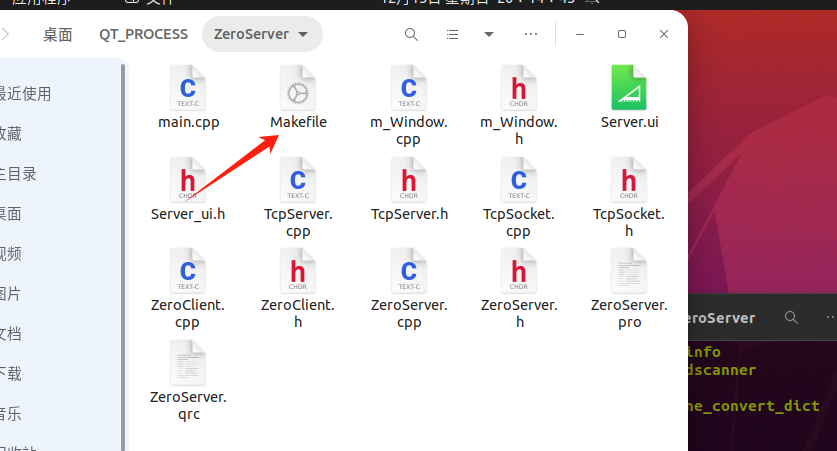 桌面 QT_PROCESS ZeroServer
最近使用
收藏
主目录
桌面
视频
图片
文档
下载
音乐
main.cpp
Makefile
m_Window.
cpp
m_Window.
h
Server.ui
Server_ui.h
TcpServer.
cpp
TcpServer.h
TcpSocket.
cpp
TcpSocket.
h
ZeroClient.
cpp
ZeroClient.
h
ZeroServer.
cpp
ZeroServer.
h
ZeroServer.
pro
ZeroServer.
qrc
eroServer
info
dscanner
ne_convert_dict